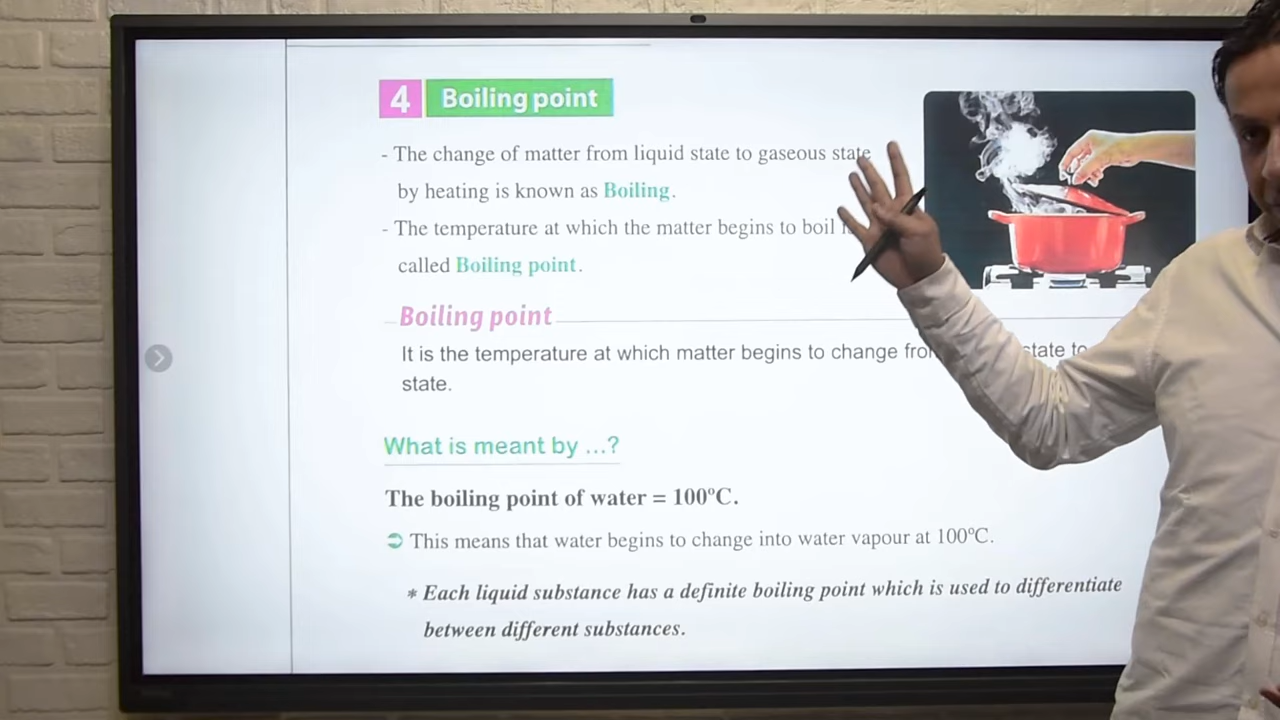 4 Boiling point
- The change of matter from liquid state to gaseous state
by heating is known as Boiling.
- The temperature at which the matter begins to boil
called Boiling point.
Boiling point
It is the temperature at which matter begins to change state to
state.
What is meant by ...?
The boiling point of water = 100ºC.
➲ This means that water begins to change into water vapour at 100ºC.
* Each liquid substance has a definite boiling point which is used to differentiate
between different substances.